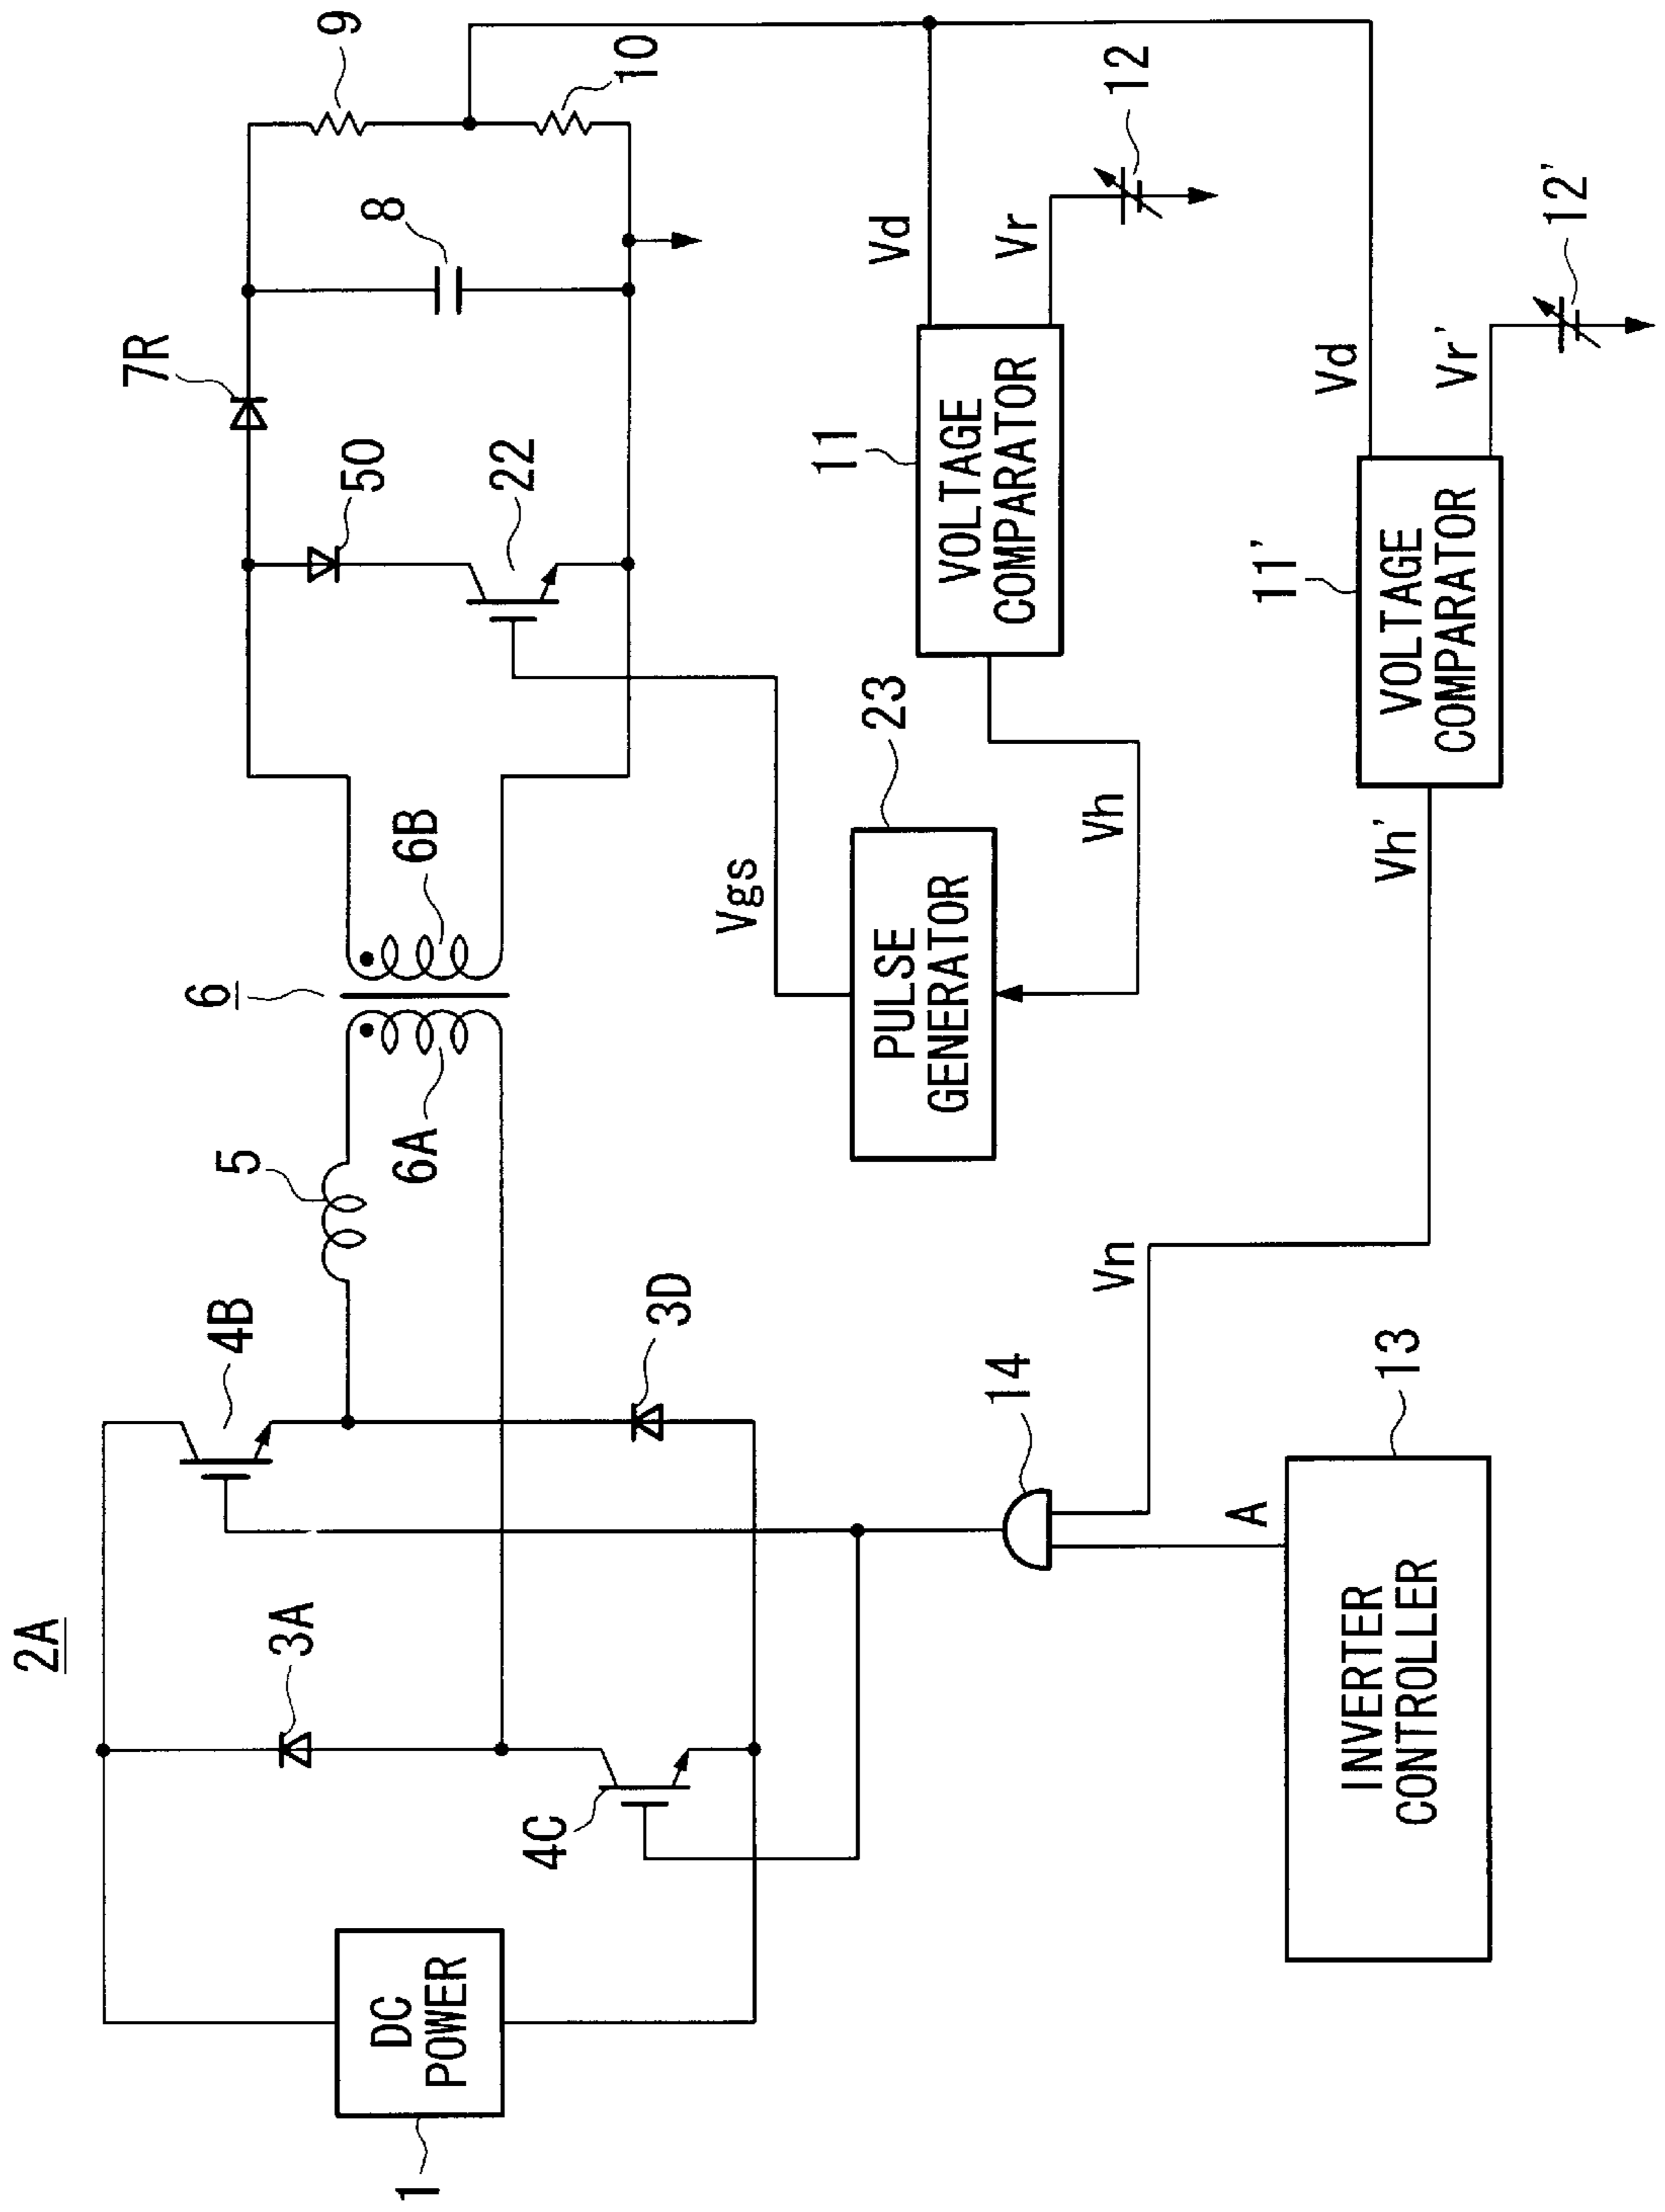 2A
1
DC
POWER
3A
4C
4B
3D
5
6
6A
6B
7R
50
22
8
9
10
Vgs
23
PULSE
GENERATOR
Vh
11
VOLTAGE
COMPARATOR
Vd
Vr
12
14
A
13
INVERTER
CONTROLLER
Vn
Vh'
11'
VOLTAGE
COMPARATOR
Vd
Vr'
12'